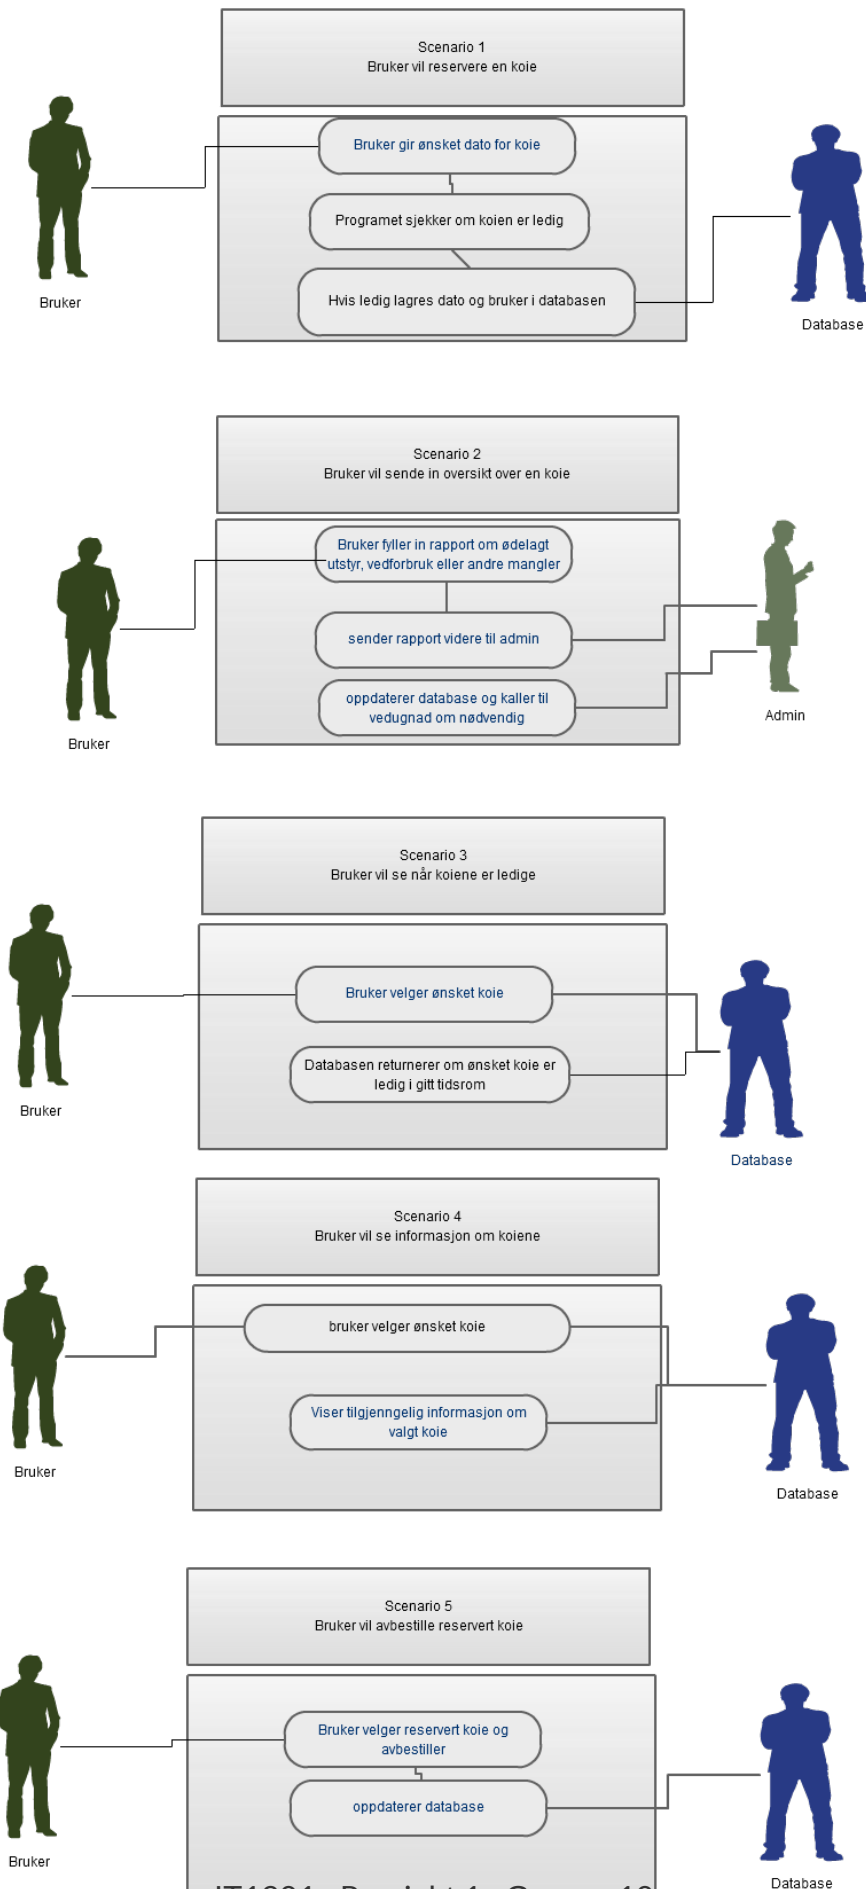 Scenario 1
Bruker vil reservere en koie
Bruker gir ønsket dato for koie
Programet sjekker om koien er ledig
Hvis ledig lagres dato og bruker i databasen
Bruker
Database
Scenario 2
Bruker vil sende in oversikt over en koie
Bruker fyller in rapport om ødelagt
utstyr, vedforbruk eller andre mangler
sender rapport videre til admin
oppdaterer database og kaller til
vedugnad om nødvendig
Bruker
Admin
Scenario 3
Bruker vil se når koiene er ledige
Bruker velger ønsket koie
Databasen returnerer om ønsket koie er
ledig i gitt tidsrom
Bruker
Database
Scenario 4
Bruker vil se informasjon om koiene
bruker velger ønsket koie
Viser tilgjenngelig informasjon om
valgt koie
Bruker
Database
Scenario 5
Bruker vil avbestille reservert koie
Bruker velger reservert koie og
avbestiller
oppdaterer database
Bruker
Database